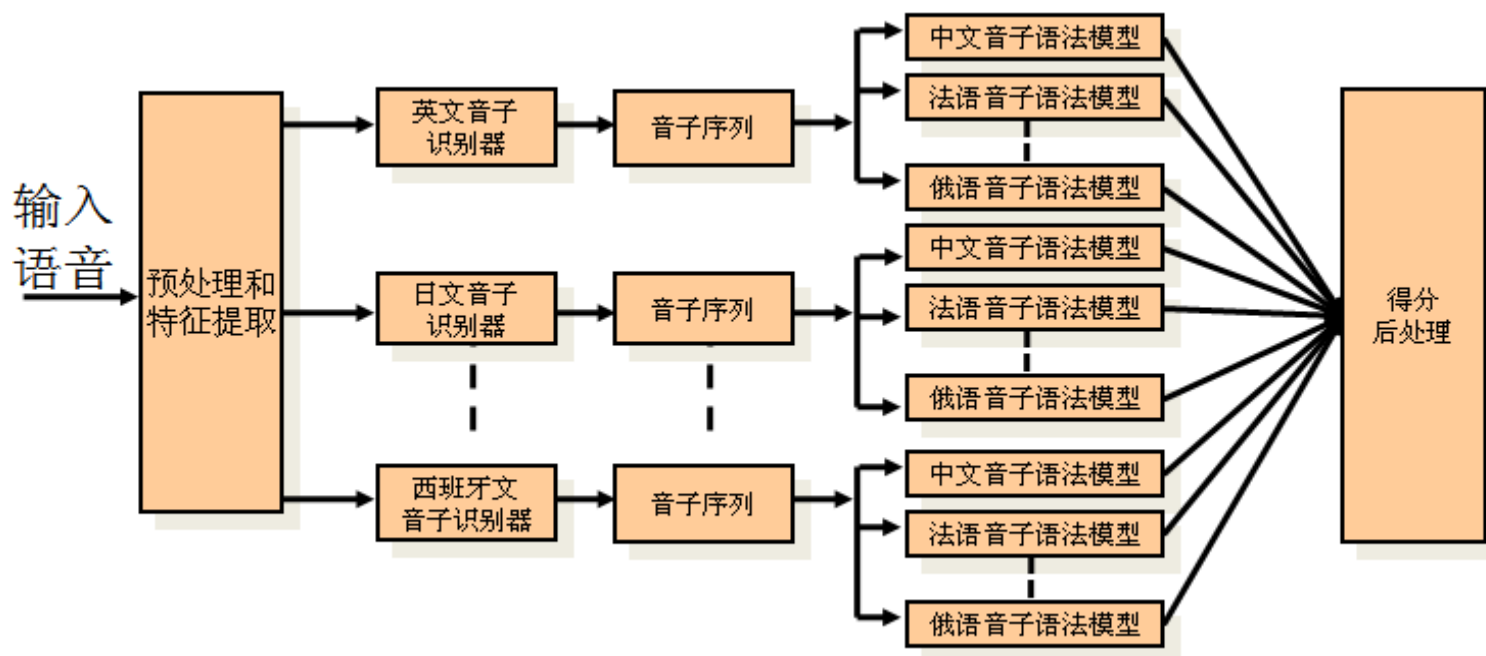 输入
语音
预处理和
特征提取
英文音子
识别器
音子序列
中文音子语法模型
法语音子语法模型
俄语音子语法模型
日文音子
识别器
音子序列
中文音子语法模型
法语音子语法模型
俄语音子语法模型
西班牙文
音子识别器
音子序列
中文音子语法模型
法语音子语法模型
俄语音子语法模型
得分
后处理